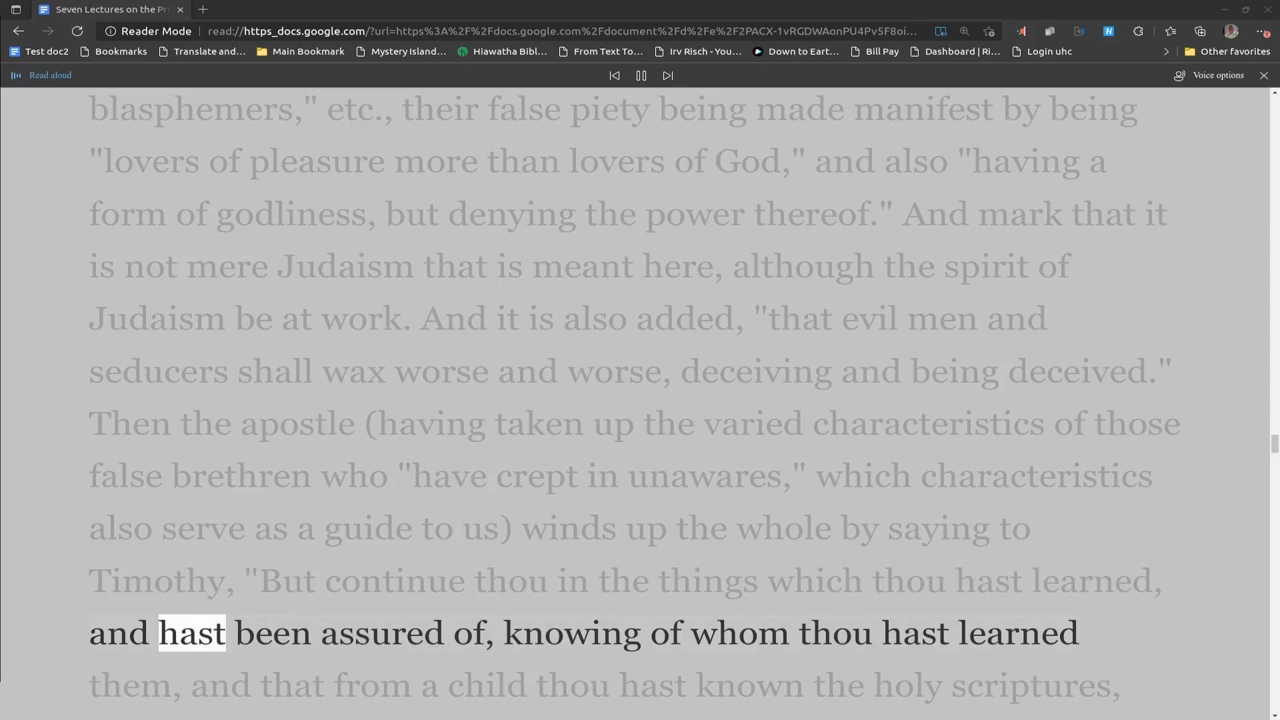 Seven Lectures on the Pro
Reader Mode
read://https_docs.google.com/?url=https%3A%2F%2Fdocs.google.com%2Fdocument%2Fd%2Fe%2F2PACX-1vRGDWAonPU4Pv5F8oi...
Test doc2 Bookmarks Translate and... Main Bookmark Mystery Island... Hiawatha Bibl... From Text To... Irv Risch - You... Down to Eart... Bill Pay Dashboard | Ri... Login uhc Other favorites
Read aloud Voice options
blasphemers," etc., their false piety being made manifest by being
"lovers of pleasure more than lovers of God," and also "having a
form of godliness, but denying the power thereof." And mark that it
is not mere Judaism that is meant here, although the spirit of
Judaism be at work. And it is also added, "that evil men and
seducers shall wax worse and worse, deceiving and being deceived."
Then the apostle (having taken up the varied characteristics of those
false brethren who "have crept in unawares," which characteristics
also serve as a guide to us) winds up the whole by saying to
Timothy, "But continue thou in the things which thou hast learned,
and hast been assured of, knowing of whom thou hast learned
them, and that from a child thou hast known the holy scriptures,